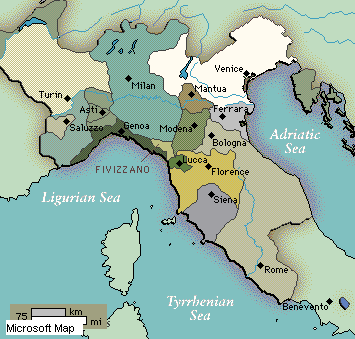 Venice
Turin
Milan
Mantua
Asti
Ferrara
Saluzzo
Genoa
Modena
Bologna
Adriatic
Sea
FIVIZZANO
Lucca
Florence
Ligurian Sea
Siena
Rome
Tyrrhenian
Sea
Benevento
75
km
mi
Microsoft Map